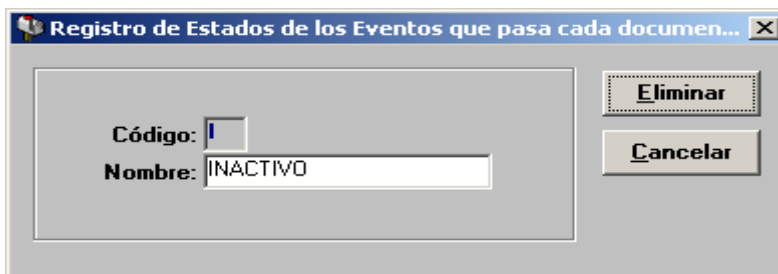 Registro de Estados de los Eventos que pasa cada documen...
Eliminar
Código: I
Cancelar
Nombre: INACTIVO